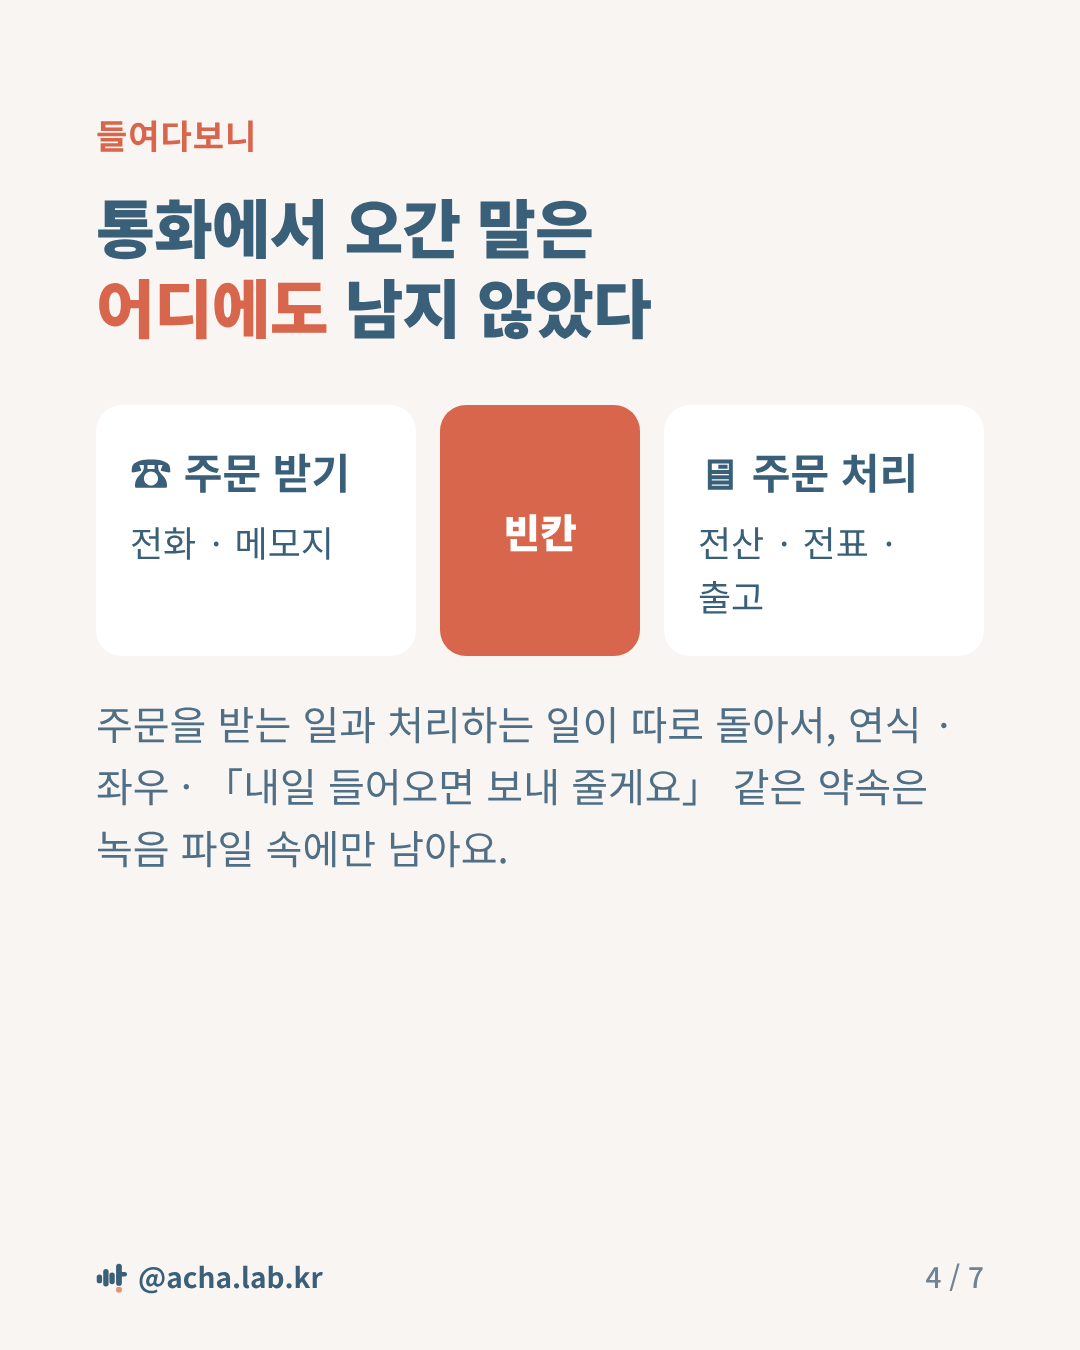 들여다보니
통화에서 오간 말은
어디에도 남지 않았다
☎ 주문 받기
전화 · 메모지
빈칸
🖥 주문 처리
전산 · 전표 ·
출고
주문을 받는 일과 처리하는 일이 따로 돌아서, 연식 ·
좌우 · 「내일 들어오면 보내 줄게요」 같은 약속은
녹음 파일 속에만 남아요.
@acha.lab.kr
4 / 7